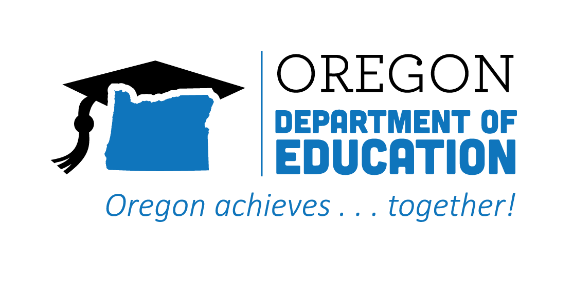 OREGON
DEPARTMENT OF
EDUCATION
Oregon achieves . . . together!